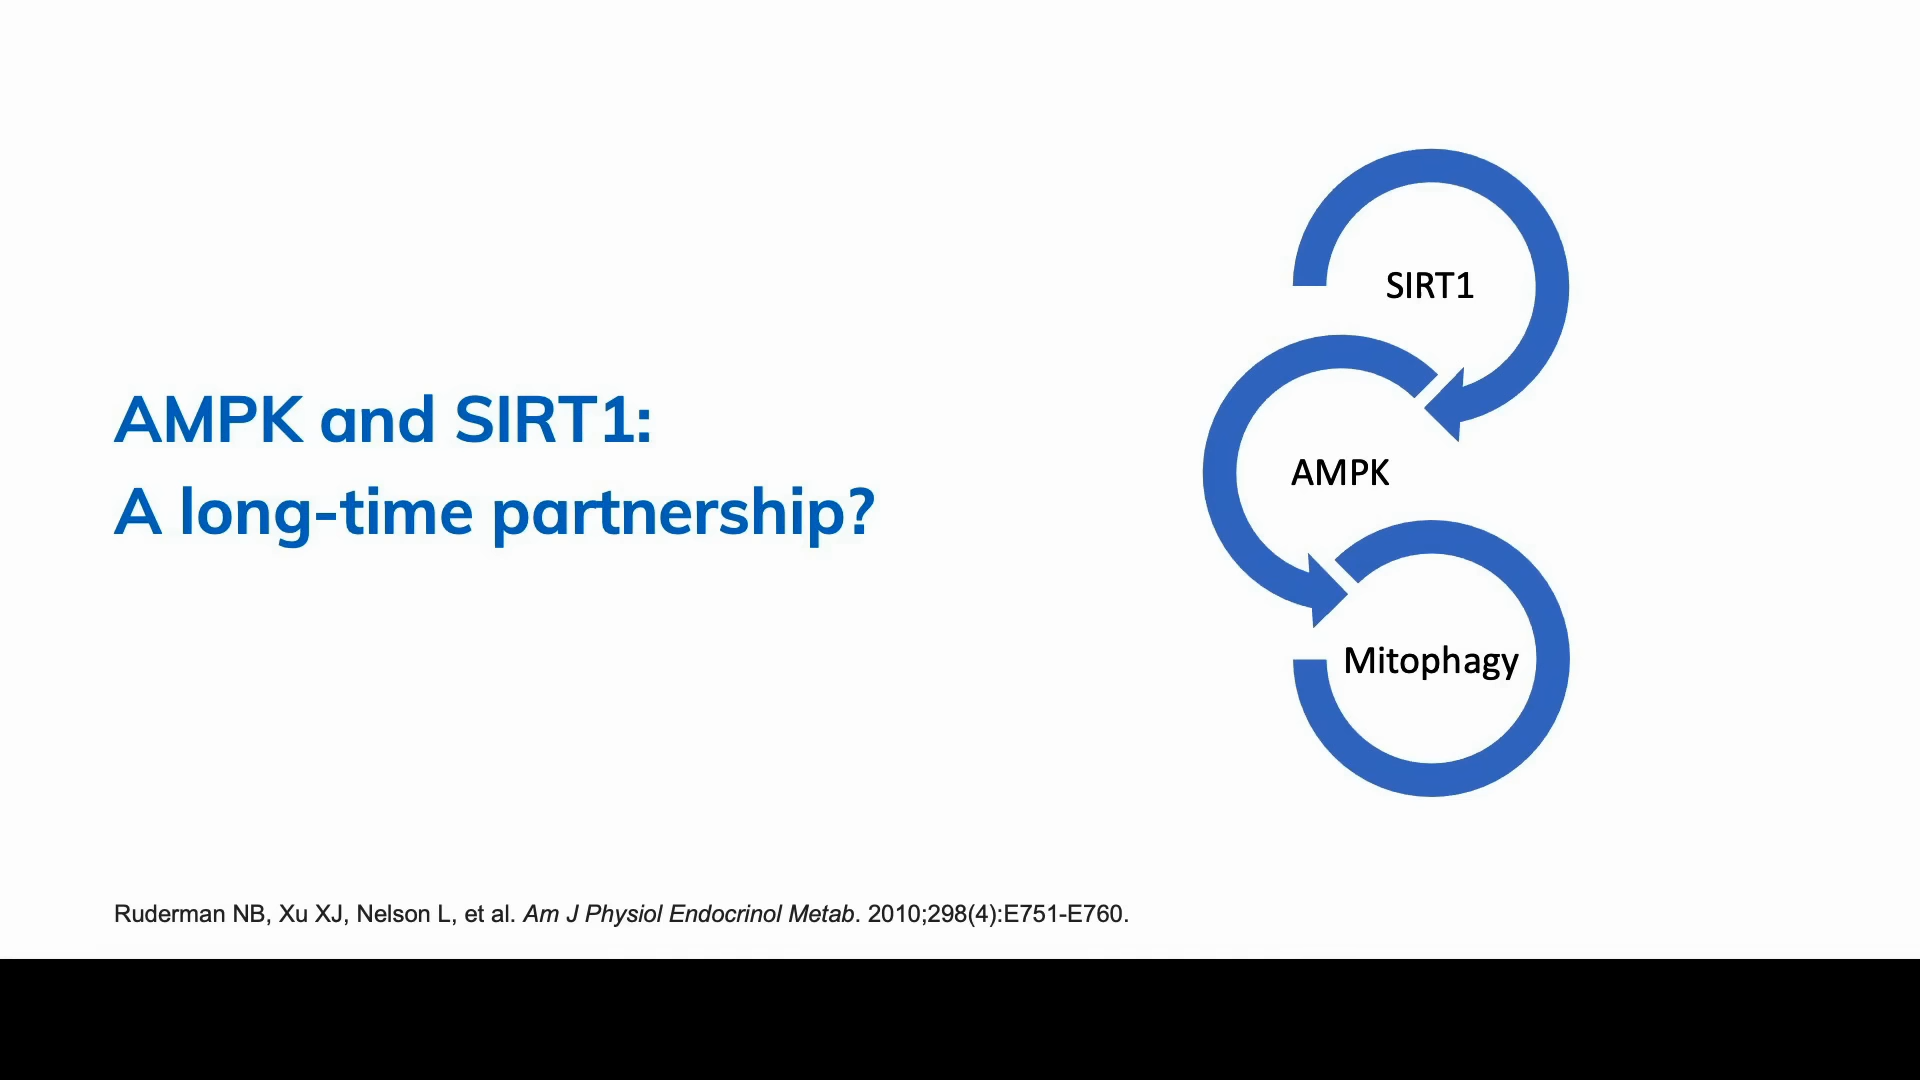 AMPK and SIRT1:
A long-time partnership?
SIRT1
AMPK
Mitophagy
Ruderman NB, Xu XJ, Nelson L, et al. Am J Physiol Endocrinol Metab. 2010;298(4):E751-E760.